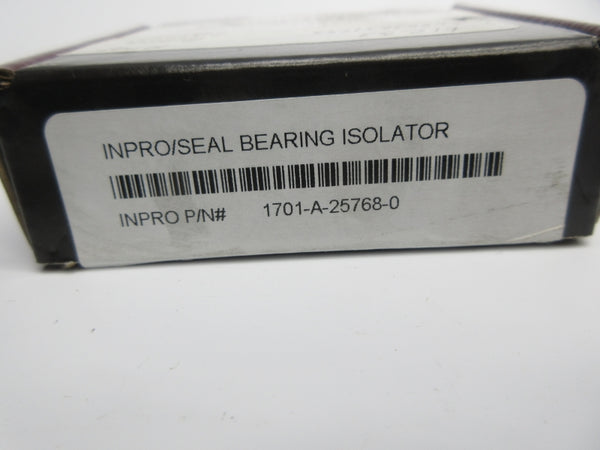 INPRO/SEAL BEARING ISOLATOR
INPRO P/N# 1701-A-25768-0